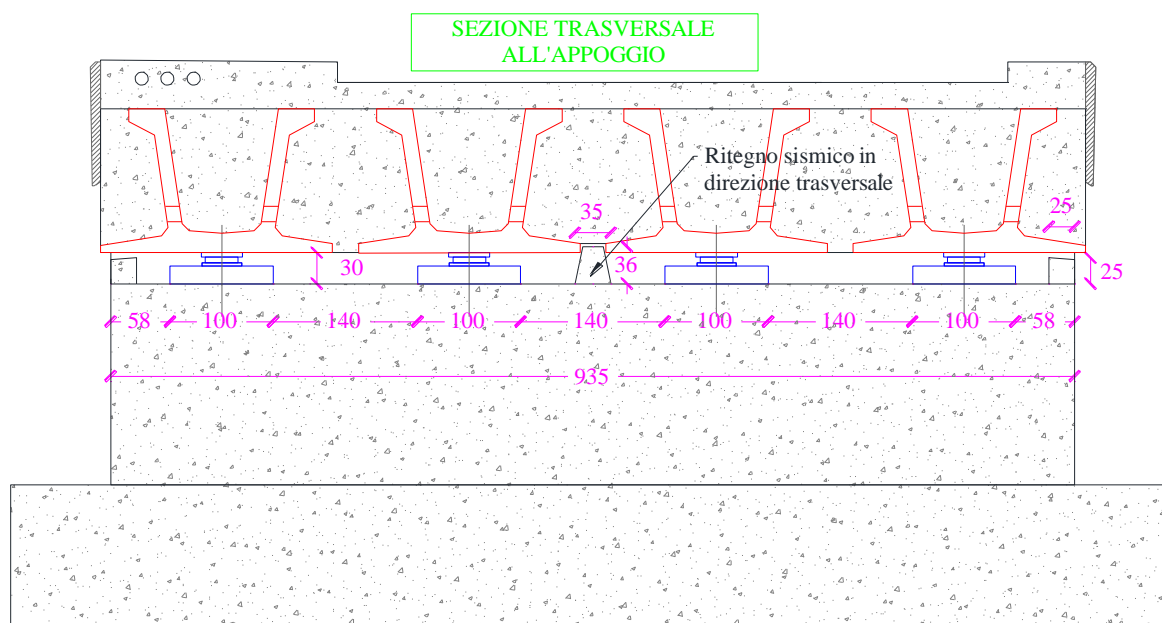 SEZIONE TRASVERSALE
ALL'APPOGGIO
Ritegno sismico in
direzione trasversale
35
25
30
36
25
58 100 140 100 140 100 140 100 58
935